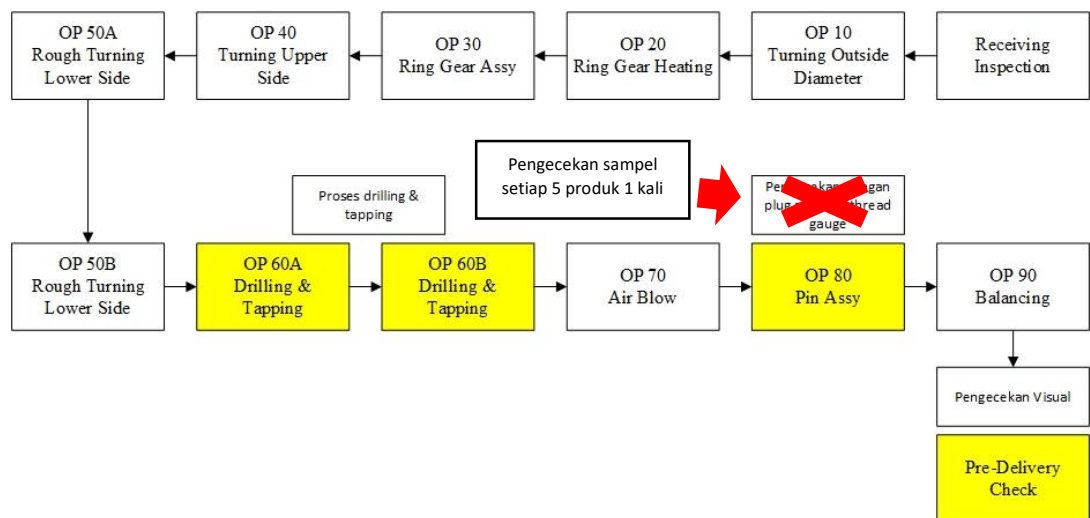 OP 50A
Rough Turning
Lower Side
OP 40
Turning Upper
Side
OP 30
Ring Gear Assy
OP 20
Ring Gear Heating
OP 10
Turning Outside
Diameter
Receiving
Inspection
Pengecekan sampel
setiap 5 produk 1 kali
Proses drilling &
tapping
plug thread
gauge
OP 50B
Rough Turning
Lower Side
OP 60A
Drilling &
Tapping
OP 60B
Drilling &
Tapping
OP 70
Air Blow
OP 80
Pin Assy
OP 90
Balancing
Pengecekan Visual
Pre-Delivery
Check